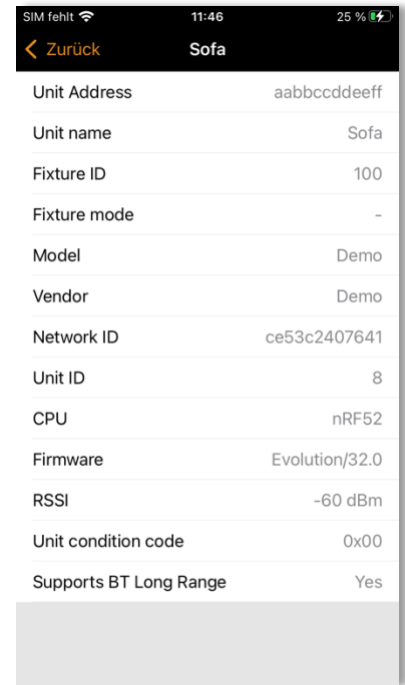 SIM fehlt 11:46 25 %
Zurück Sofa
Unit Address aabbccddeeff
Unit name Sofa
Fixture ID 100
Fixture mode -
Model Demo
Vendor Demo
Network ID ce53c2407641
Unit ID 8
CPU nRF52
Firmware Evolution/32.0
RSSI -60 dBm
Unit condition code 0x00
Supports BT Long Range Yes